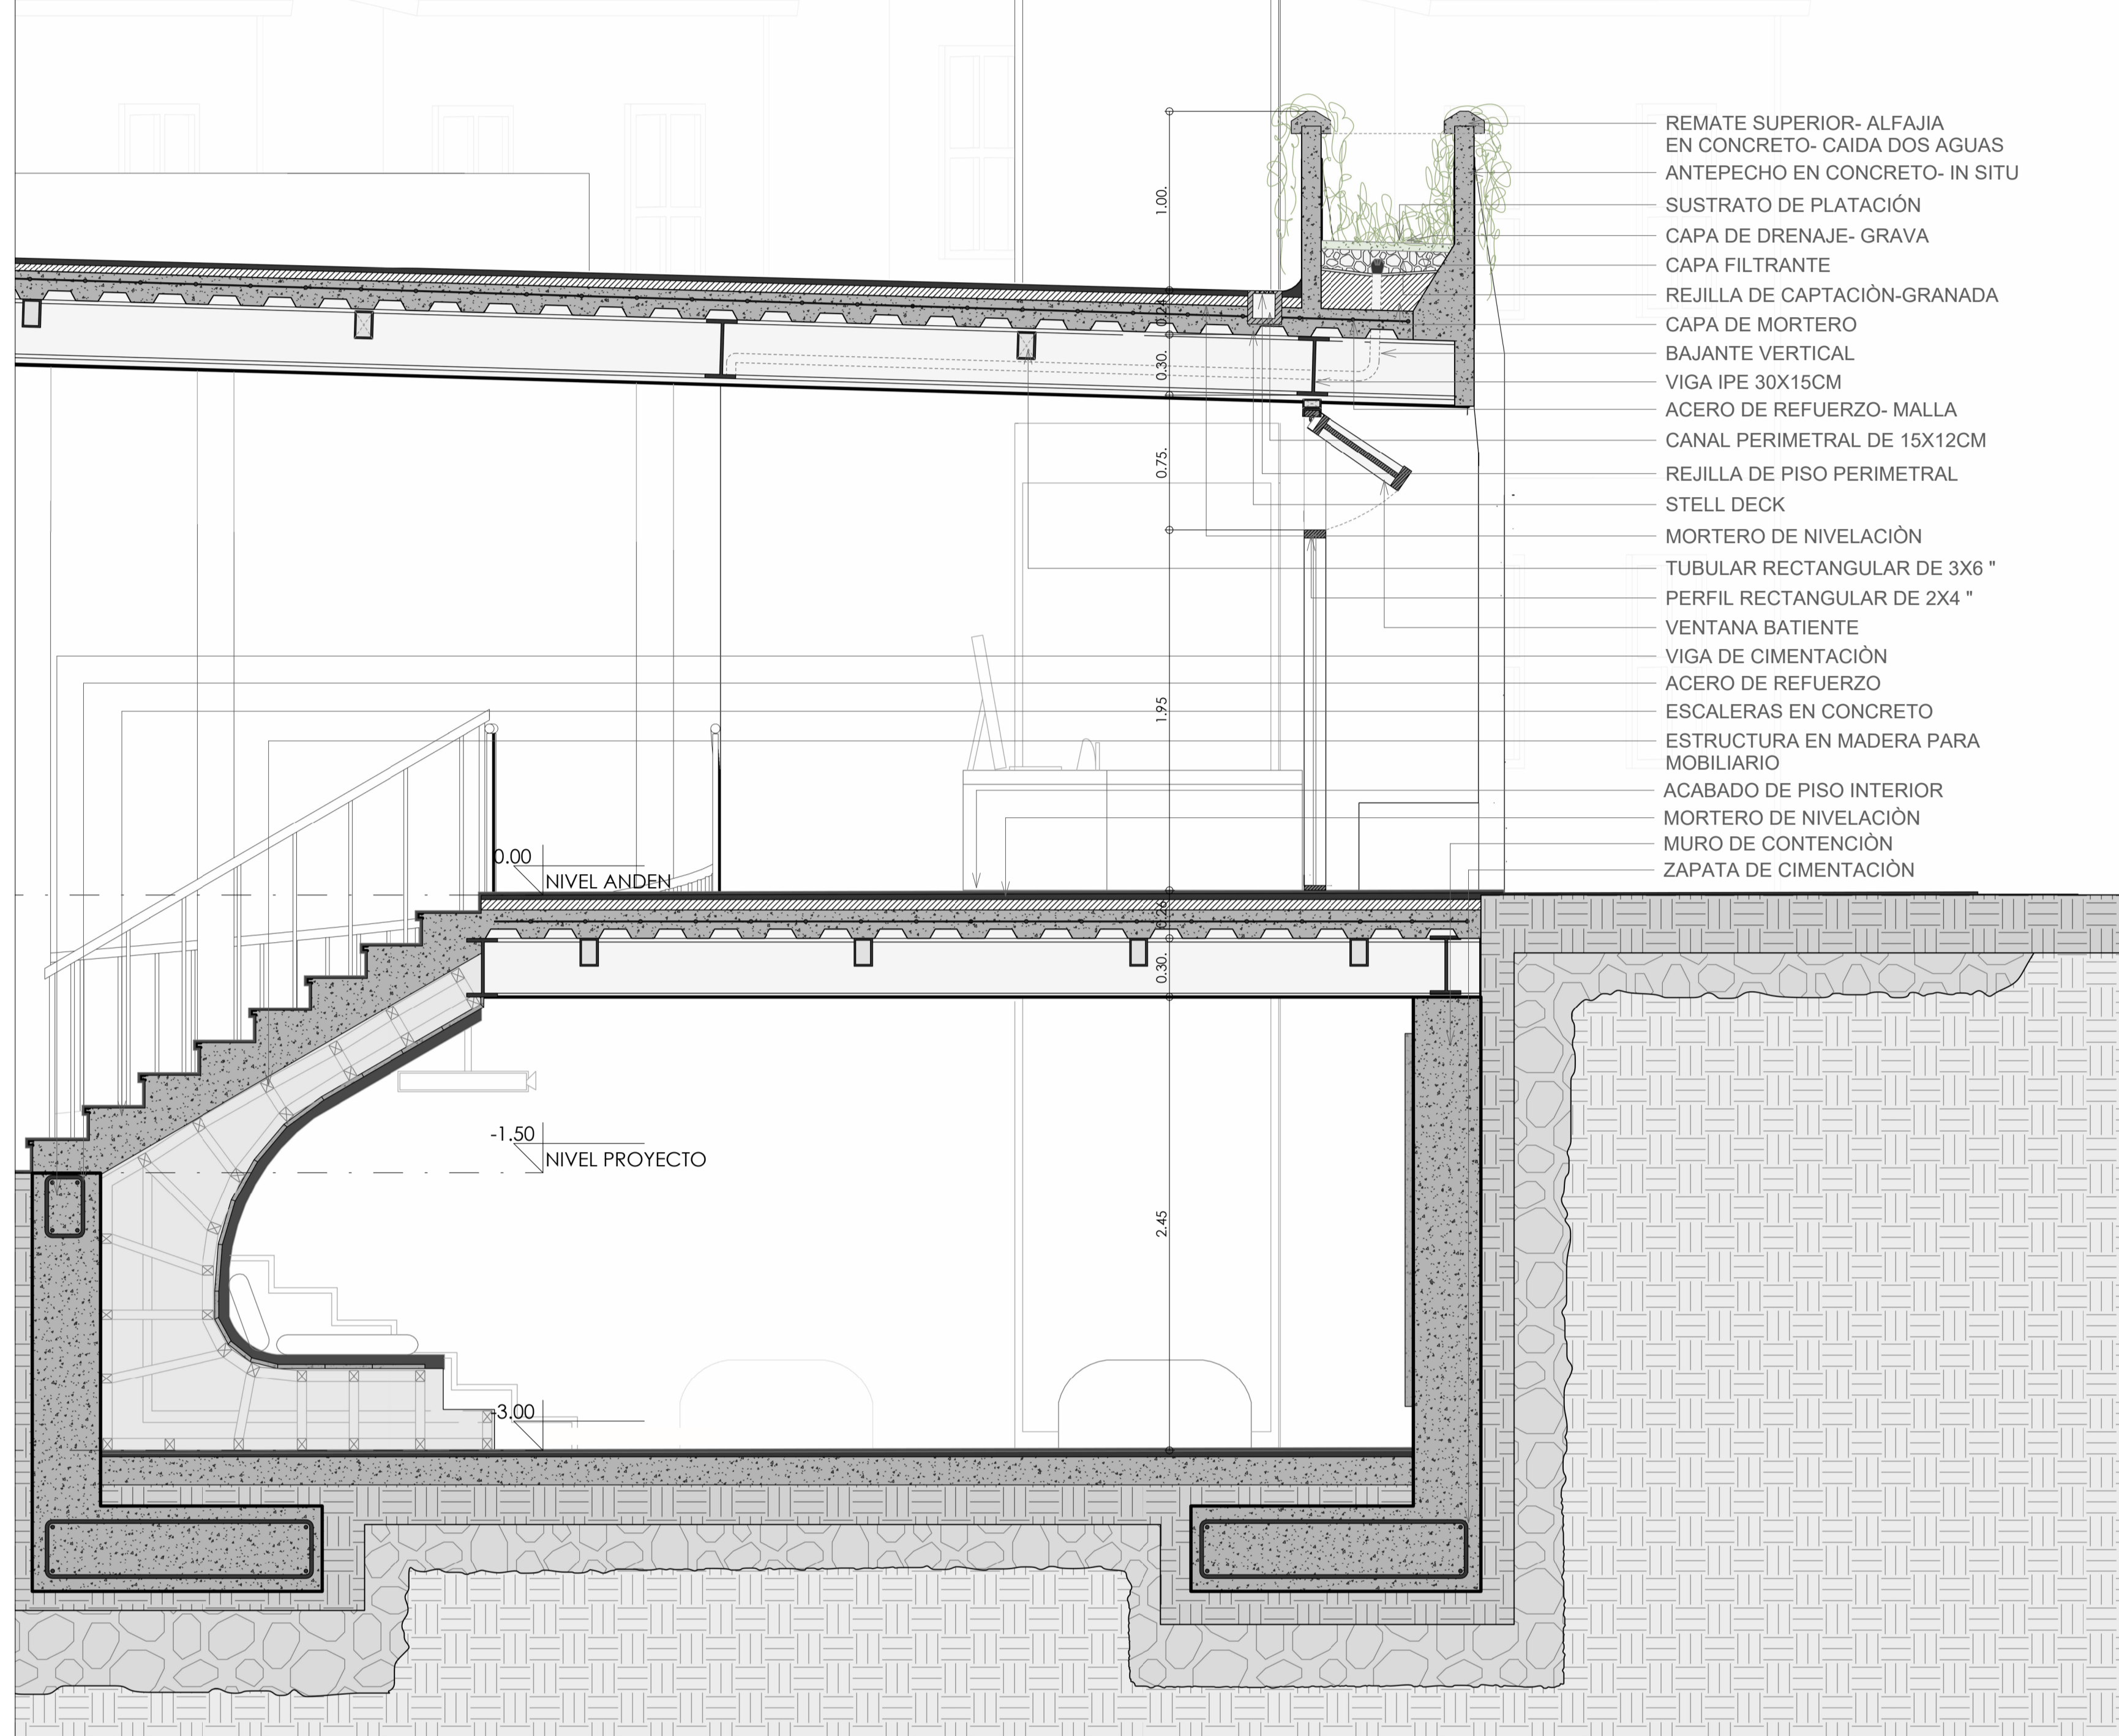 REMATE SUPERIOR- ALFAJIA
EN CONCRETO- CAIDA DOS AGUAS
ANTEPECHO EN CONCRETO- IN SITU
SUSTRATO DE PLATACIÓN
CAPA DE DRENAJE- GRAVA
CAPA FILTRANTE
REJILLA DE CAPTACIÒN-GRANADA
CAPA DE MORTERO
BAJANTE VERTICAL
VIGA IPE 30X15CM
ACERO DE REFUERZO- MALLA
CANAL PERIMETRAL DE 15X12CM
REJILLA DE PISO PERIMETRAL
STELL DECK
MORTERO DE NIVELACIÒN
TUBULAR RECTANGULAR DE 3X6 "
PERFIL RECTANGULAR DE 2X4 "
VENTANA BATIENTE
VIGA DE CIMENTACIÒN
ACERO DE REFUERZO
ESCALERAS EN CONCRETO
ESTRUCTURA EN MADERA PARA
MOBILIARIO
ACABADO DE PISO INTERIOR
MORTERO DE NIVELACIÒN
MURO DE CONTENCIÒN
ZAPATA DE CIMENTACIÒN
1.00.
0.24
0.30.
0.75.
1.95
0.26
0.30.
2.45
0.00
NIVEL ANDEN
-1.50
NIVEL PROYECTO
-3.00